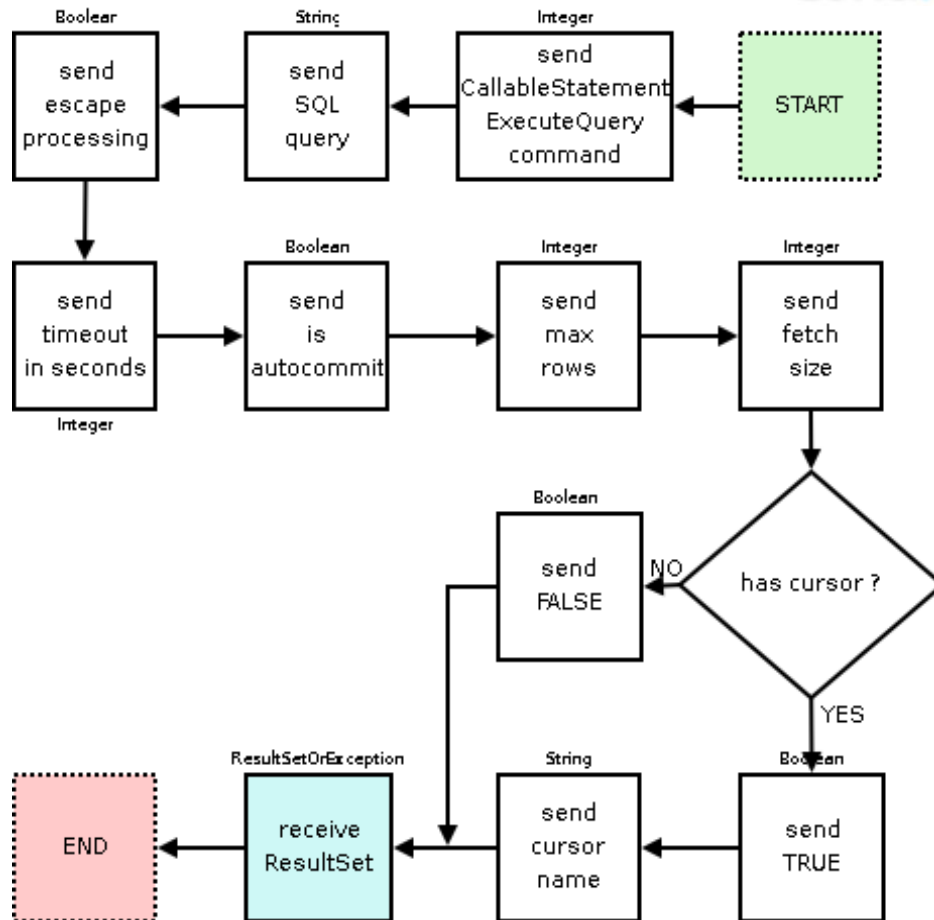 Boolean
String
Integer
send
escape
processing
send
SQL
query
send
CallableStatement
ExecuteQuery
command
START
send
timeout
in seconds
Integer
Boolean
send
is
autocommit
Integer
send
max
rows
Integer
send
fetch
size
Boolean
send
FALSE
NO
has cursor ?
YES
ResultSetOrException
String
Boolean
END
receive
ResultSet
send
cursor
name
send
TRUE